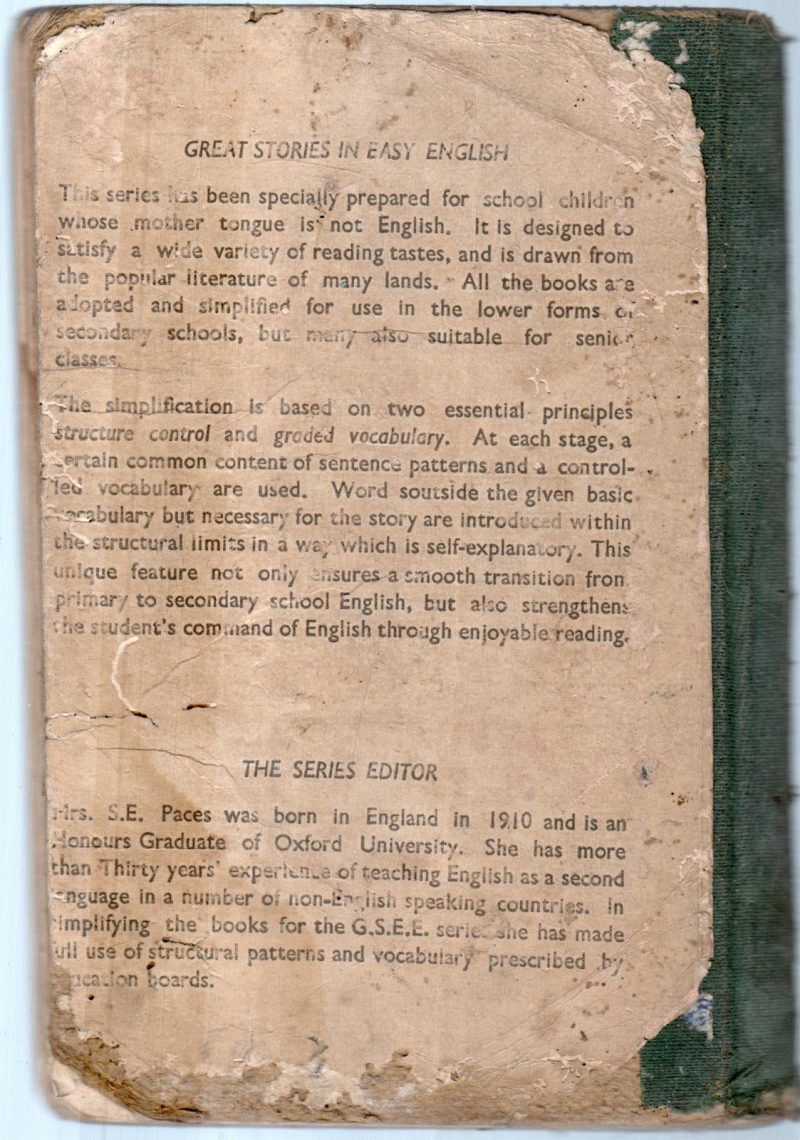 GREAT STORIES IN EASY ENGLISH
This series has been specially prepared for school children
whose mother tongue is not English. It is designed to
satisfy a wide variety of reading tastes, and is drawn from
the popular literature of many lands. All the books are
adopted and simplified for use in the lower forms of
secondary schools, but many also suitable for senior
classes.
The simplification is based on two essential principles
structure control and graded vocabulary. At each stage, a
certain common content of sentence patterns and a control-
led vocabulary are used. Word soutside the given basic
vocabulary but necessary for the story are introduced within
the structural limits in a way which is self-explanatory. This
unique feature not only ensures a smooth transition from
primary to secondary school English, but also strengthens
the student's command of English through enjoyable reading.
THE SERIES EDITOR
Mrs. S.E. Paces was born in England in 1910 and is an
Honours Graduate of Oxford University. She has more
than Thirty years' experience of teaching English as a second
language in a number of non-English speaking countries. In
simplifying the books for the G.S.E.E. series she has made
full use of structural patterns and vocabulary prescribed by
education boards.